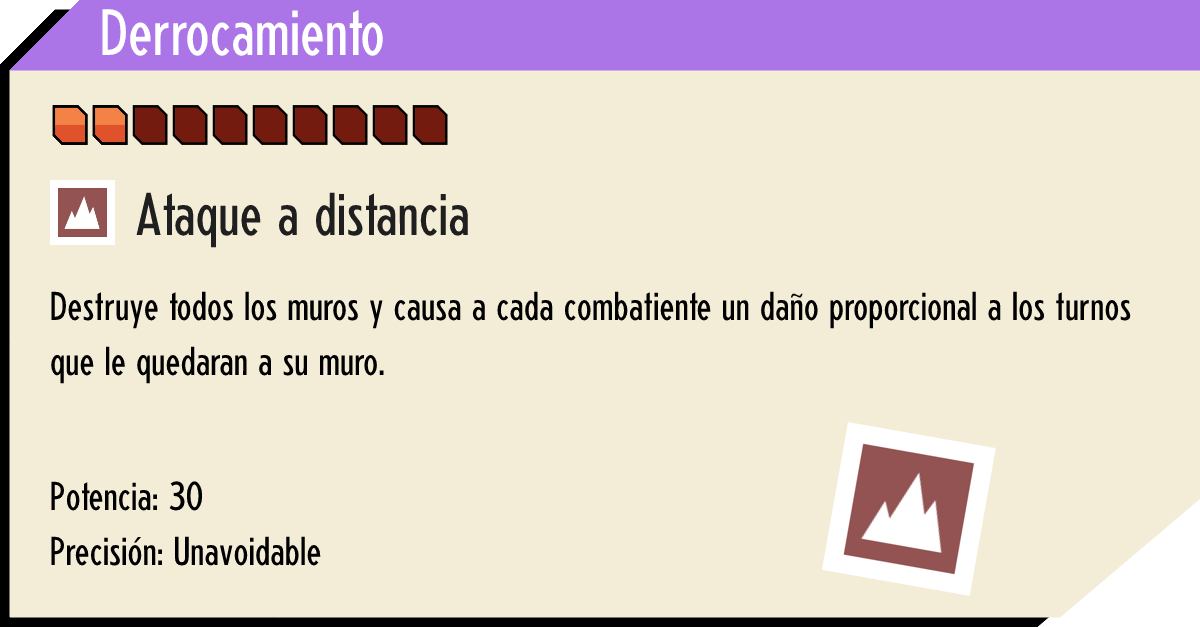 Derrocamiento
Ataque a distancia
Destruye todos los muros y causa a cada combatiente un daño proporcional a los turnos
que le quedaran a su muro.
Potencia: 30
Precisión: Unavoidable